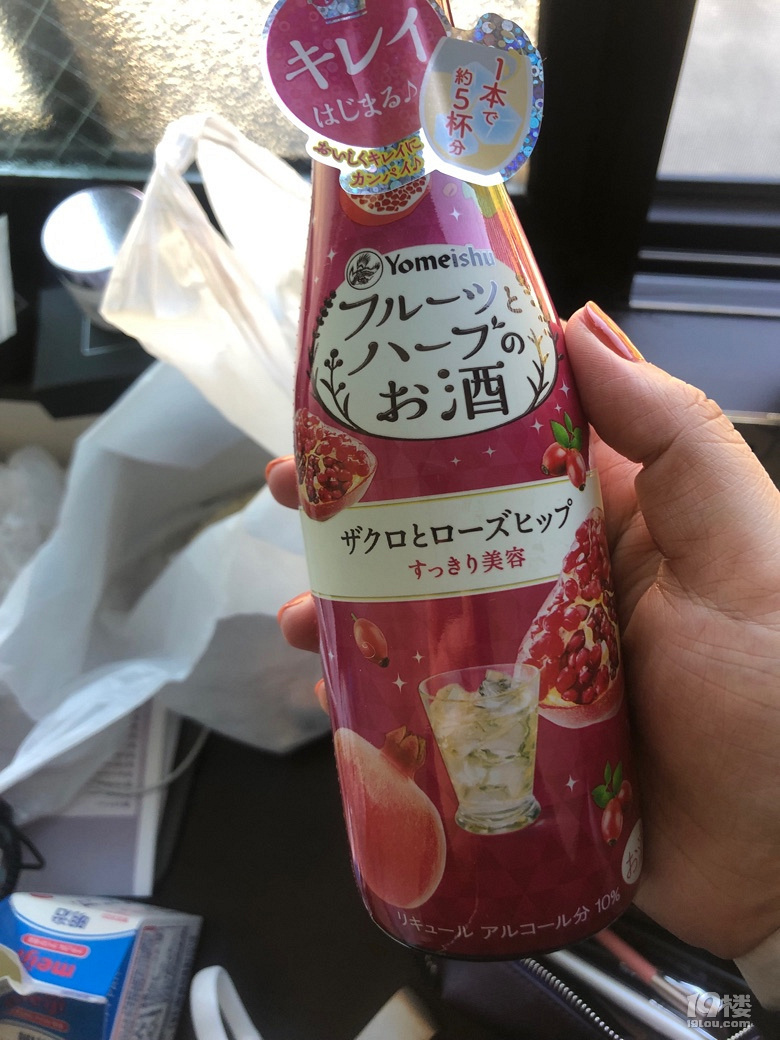 キレイ
はじまる♪
おいしくキレイに
カンパイ♪
1本で
約5杯分
Yomeishu
フルーツと
ハーブの
お酒
ザクロとローズヒップ
すっきり美容
リキュール アルコール分 10%
お
明治
meiji
19楼
19lou.com